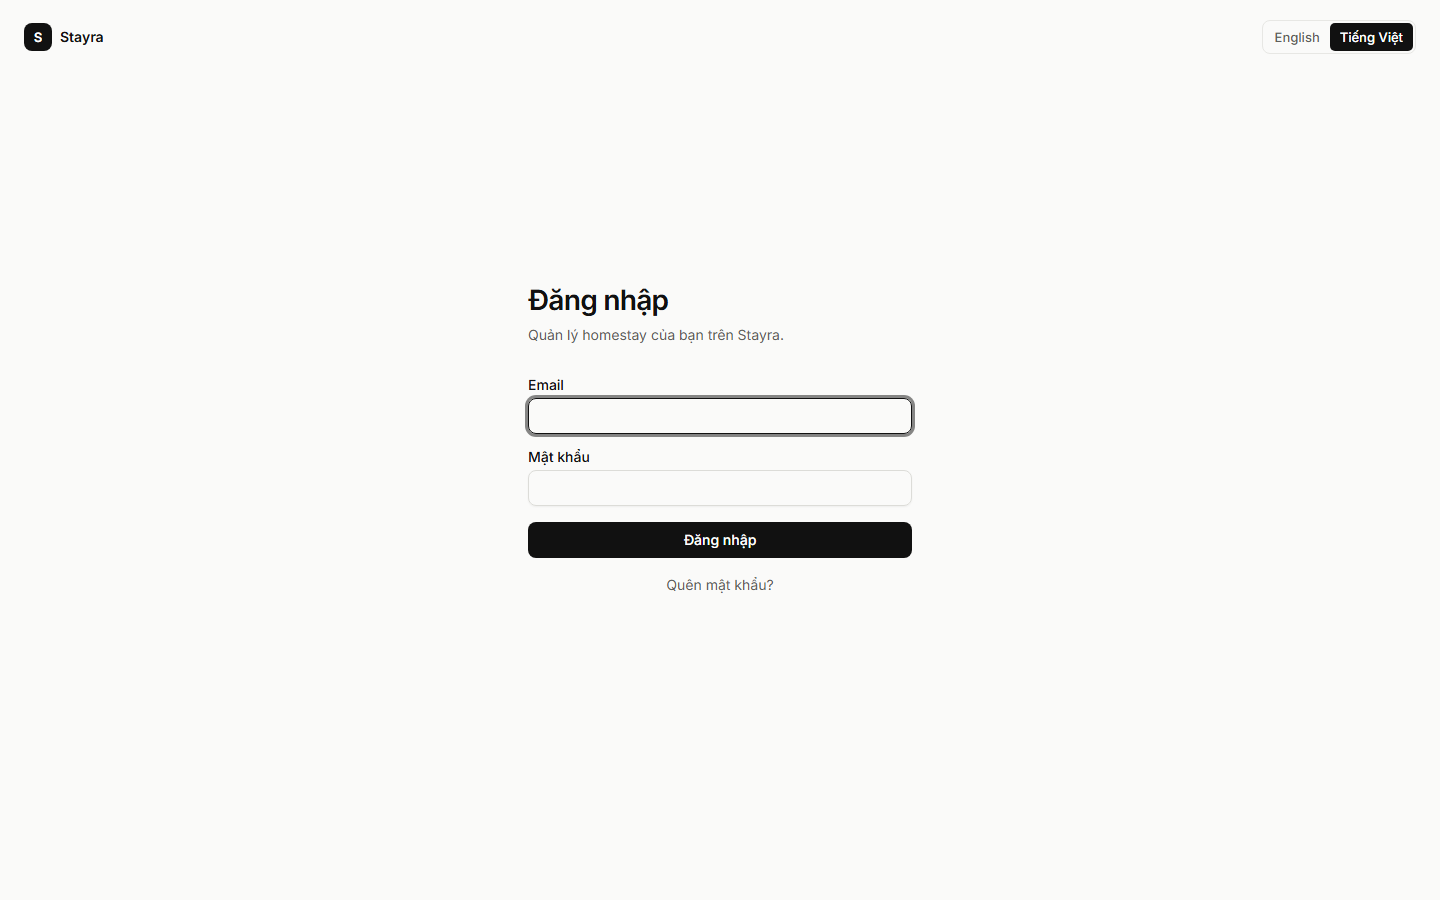 S Stayra
English Tiếng Việt
Đăng nhập
Quản lý homestay của bạn trên Stayra.
Email
Mật khẩu
Đăng nhập
Quên mật khẩu?